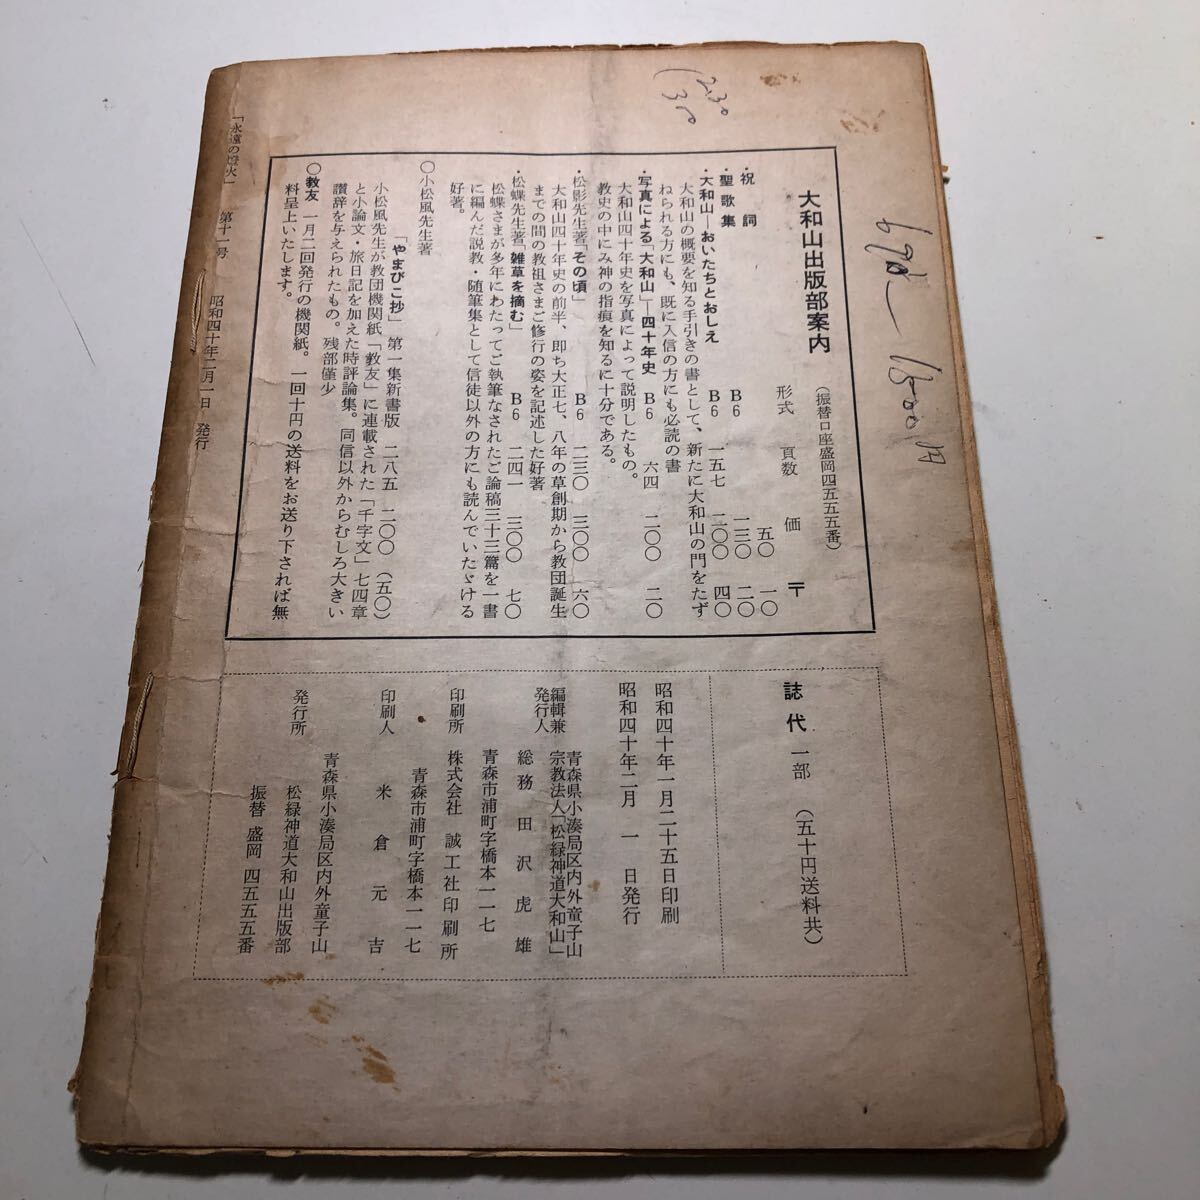 大和山出版部案内
(振替口座盛岡四五五五番)
形式 頁数 価 〒
・祝詞 五〇 一〇
・聖歌集 B6 一三〇 二〇
・大和山―おいたちとおしえ B6 一五七 二〇〇 四〇
大和山の概要を知る手引きの書として、新たに大和山の門をたず
ねられる方にも、既に入信の方にも必読の書
・写真による「大和山」―四十年史 B6 六四 二〇〇 二〇
大和山四十年史を写真によって説明したもの。
教史の中にみ神の指痕を知るに十分である。
・松影先生著「その頃」 B6 二三〇 三〇〇 六〇
大和山四十年史の前半、即ち大正七、八年の草創期から教団誕生
までの間の教祖さまご修行の姿を記述した好著
・松蝶先生著「雑草を摘む」 B6 二四一 三〇〇 七〇
松蝶さまが多年にわたってご執筆なされたご論稿三十三篇を一書
に編んだ説教・随筆集として信徒以外の方にも読んでいたゞける
好著。
〇小松風先生著
「やまびこ抄」第一集新書版 二八五 二〇〇 (五〇)
小松風先生が教団機関紙「教友」に連載された「千字文」七四章
と小論文・旅日記を加えた時評論集。同信以外からむしろ大きい
讃辞を与えられたもの。残部僅少
〇教友 一月二回発行の機関紙。一回十円の送料をお送り下されば無
料呈上いたします。
「永遠の燈火」 第十一号 昭和四十年二月一日 発行
誌代 一部 (五十円送料共)
昭和四十年一月二十五日印刷
昭和四十年二月 一 日発行
編輯兼
発行人
青森県小湊局区内外童子山
宗教法人「松緑神道大和山」
総務 田沢虎雄
青森市浦町字橋本一一七
印刷所 株式会社 誠工社印刷所
青森市浦町字橋本一一七
印刷人 米倉元吉
青森県小湊局区内外童子山
発行所 松緑神道大和山出版部
振替 盛岡 四五五五番